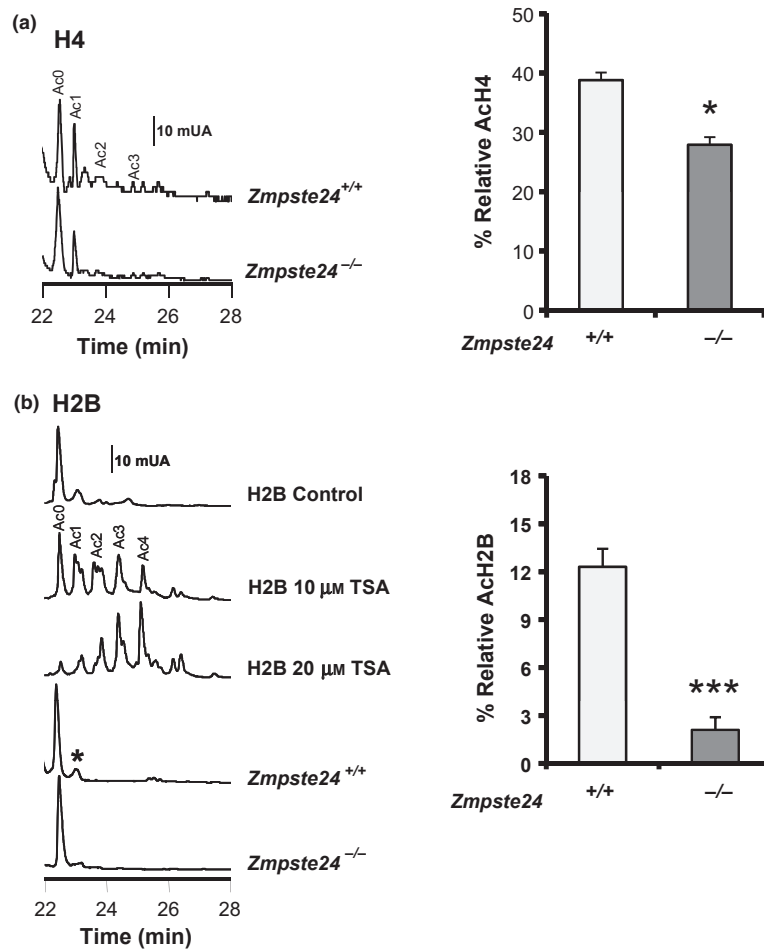 (a) H4
Ac0
Ac1
Ac2
Ac3
10 mUA
Zmpste24+/+
Zmpste24–/–
22 24 26 28
Time (min)
50
40
30
20
10
0
% Relative AcH4
*
Zmpste24 +/+ –/–
(b) H2B
10 mUA
H2B Control
Ac0
Ac1
Ac2
Ac3
Ac4
H2B 10 μM TSA
H2B 20 μM TSA
*
Zmpste24 +/+
Zmpste24 –/–
22 24 26 28
Time (min)
18
15
12
9
6
3
0
% Relative AcH2B
***
Zmpste24 +/+ –/–